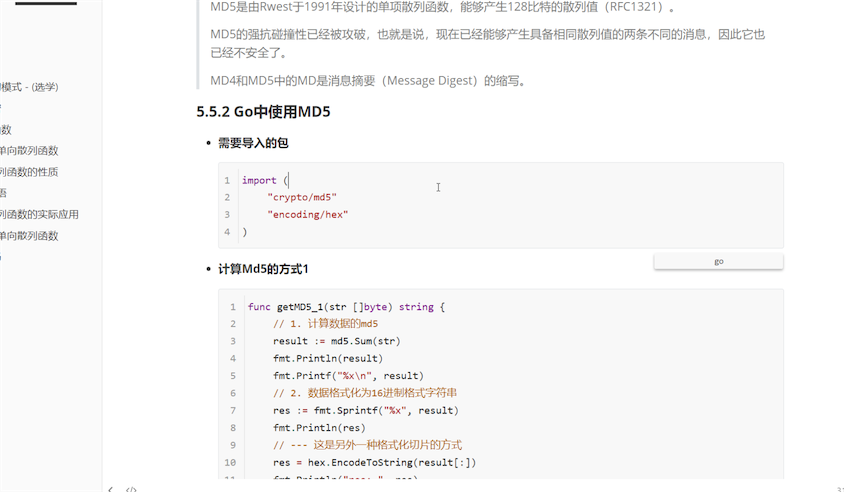 MD5是由Rwest于1991年设计的单项散列函数，能够产生128比特的散列值（RFC1321）。
MD5的强抗碰撞性已经被攻破，也就是说，现在已经能够产生具备相同散列值的两条不同的消息，因此它也
已经不安全了。
MD4和MD5中的MD是消息摘要（Message Digest）的缩写。
模式 - (选学)
函数
单向散列函数
列函数的性质
语
列函数的实际应用
单向散列函数
5.5.2 Go中使用MD5
需要导入的包
1 import (
2 "crypto/md5"
3 "encoding/hex"
4 )
go
计算Md5的方式1
1 func getMD5_1(str []byte) string {
2 // 1. 计算数据的md5
3 result := md5.Sum(str)
4 fmt.Println(result)
5 fmt.Printf("%x\n", result)
6 // 2. 数据格式化为16进制格式字符串
7 res := fmt.Sprintf("%x", result)
8 fmt.Println(res)
9 // --- 这是另外一种格式化切片的方式
10 res = hex.EncodeToString(result[:])
11 fmt.Println("res: ", res)